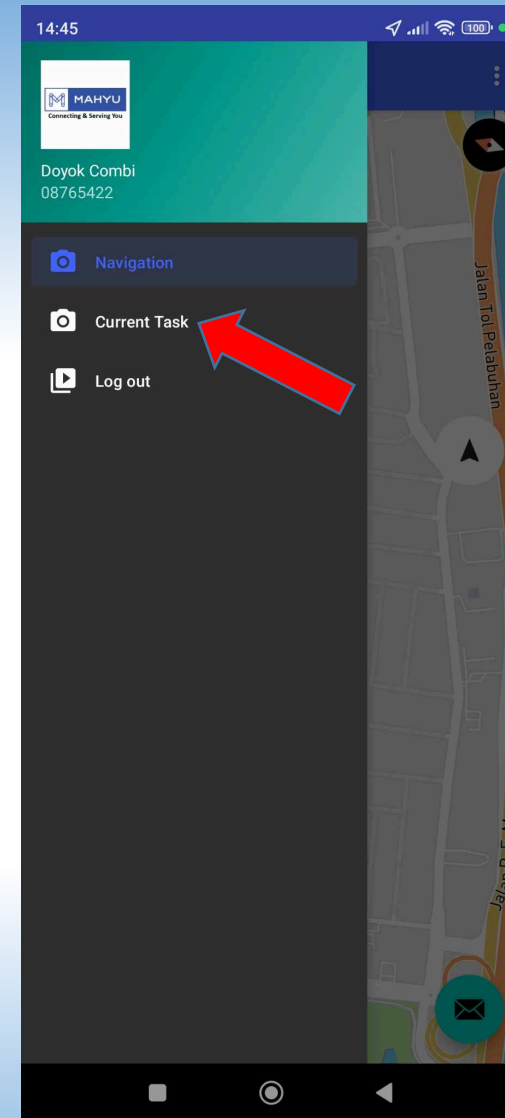 14:45
100
MAHYU
Connecting & Serving You
Doyok Combi
08765422
Navigation
Current Task
Log out
Jalan Tol Pelabuhan